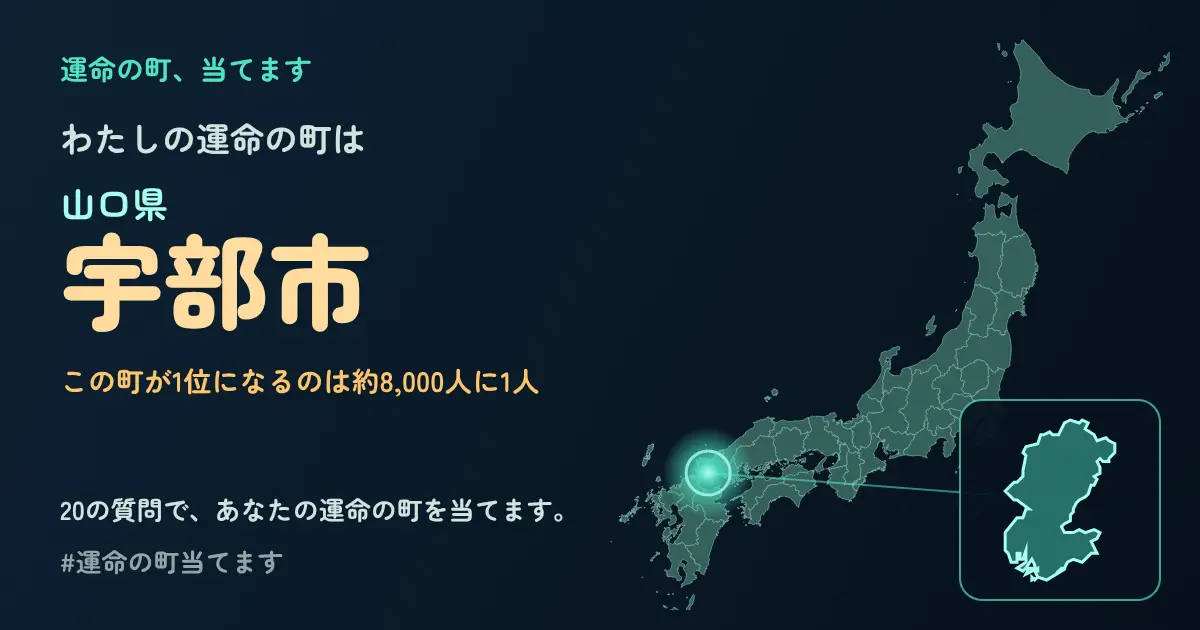 運命の町、当てます
わたしの運命の町は
山口県
宇部市
この町が1位になるのは約8,000人に1人
20の質問で、あなたの運命の町を当てます。
#運命の町当てます